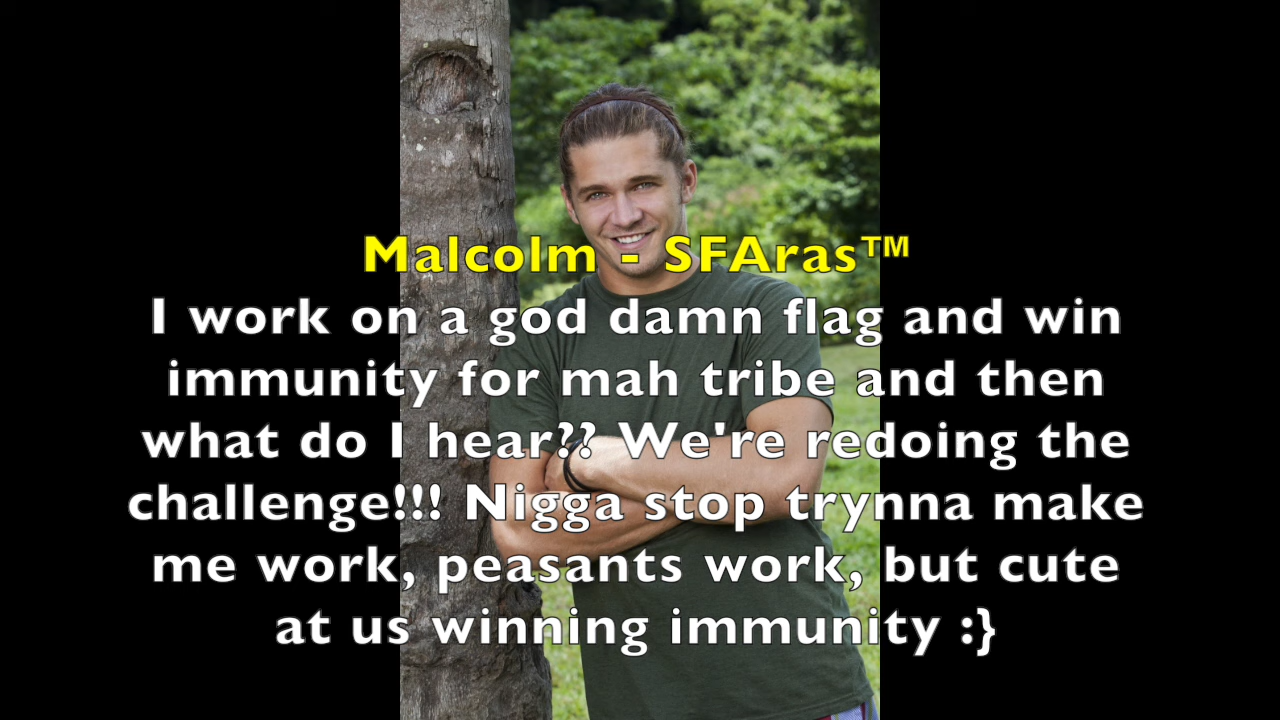 Malcolm - SFAras™
I work on a god damn flag and win
immunity for mah tribe and then
what do I hear?? We're redoing the
challenge!!! Nigga stop trynna make
me work, peasants work, but cute
at us winning immunity :}